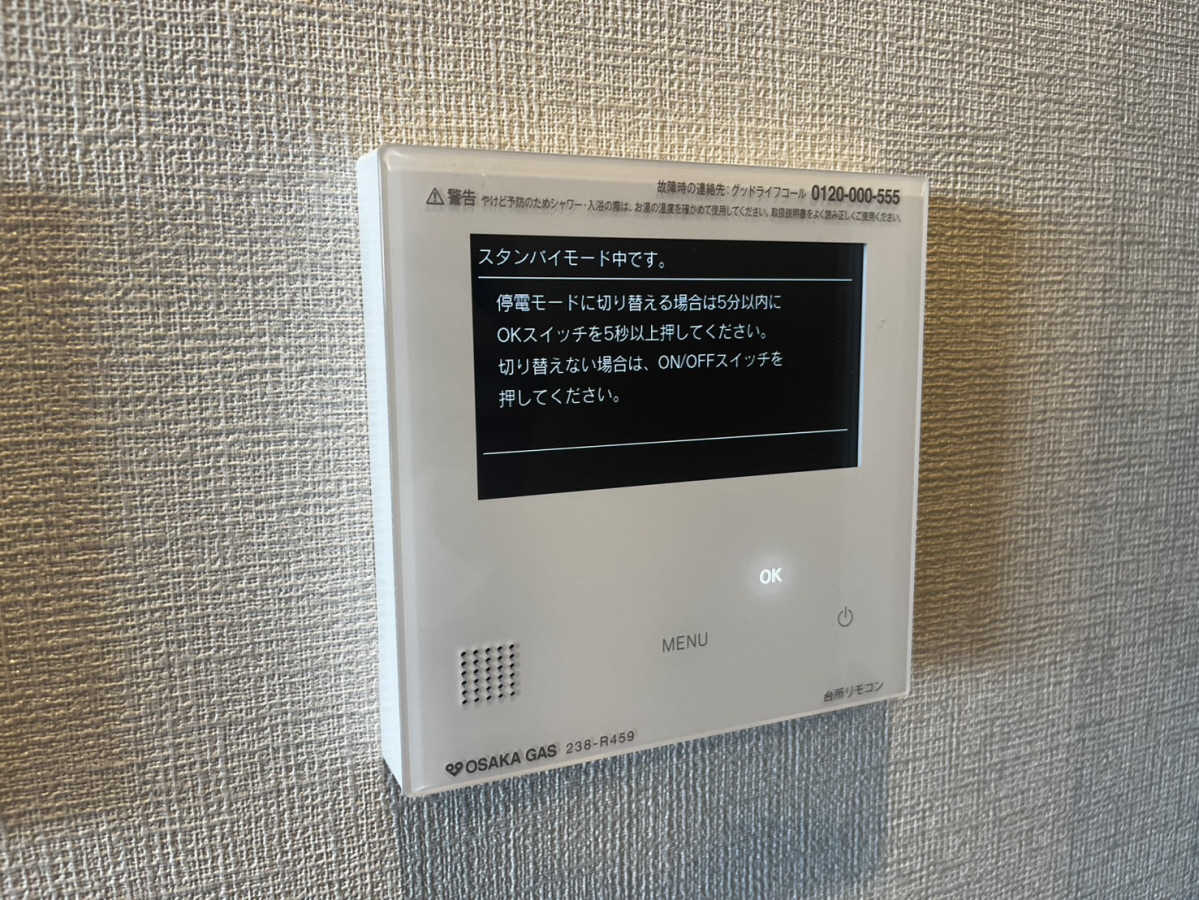 故障時の連絡先：グッドライフコール 0120-000-555
⚠警告 やけど予防のためシャワー・入浴の際は、お湯の温度を確かめて使用してください。取扱説明書をよく読み正しくご使用ください。
スタンバイモード中です。
停電モードに切り替える場合は5分以内に
OKスイッチを5秒以上押してください。
切り替えない場合は、ON/OFFスイッチを
押してください。
OK
MENU
台所リモコン
OSAKA GAS 238-R459